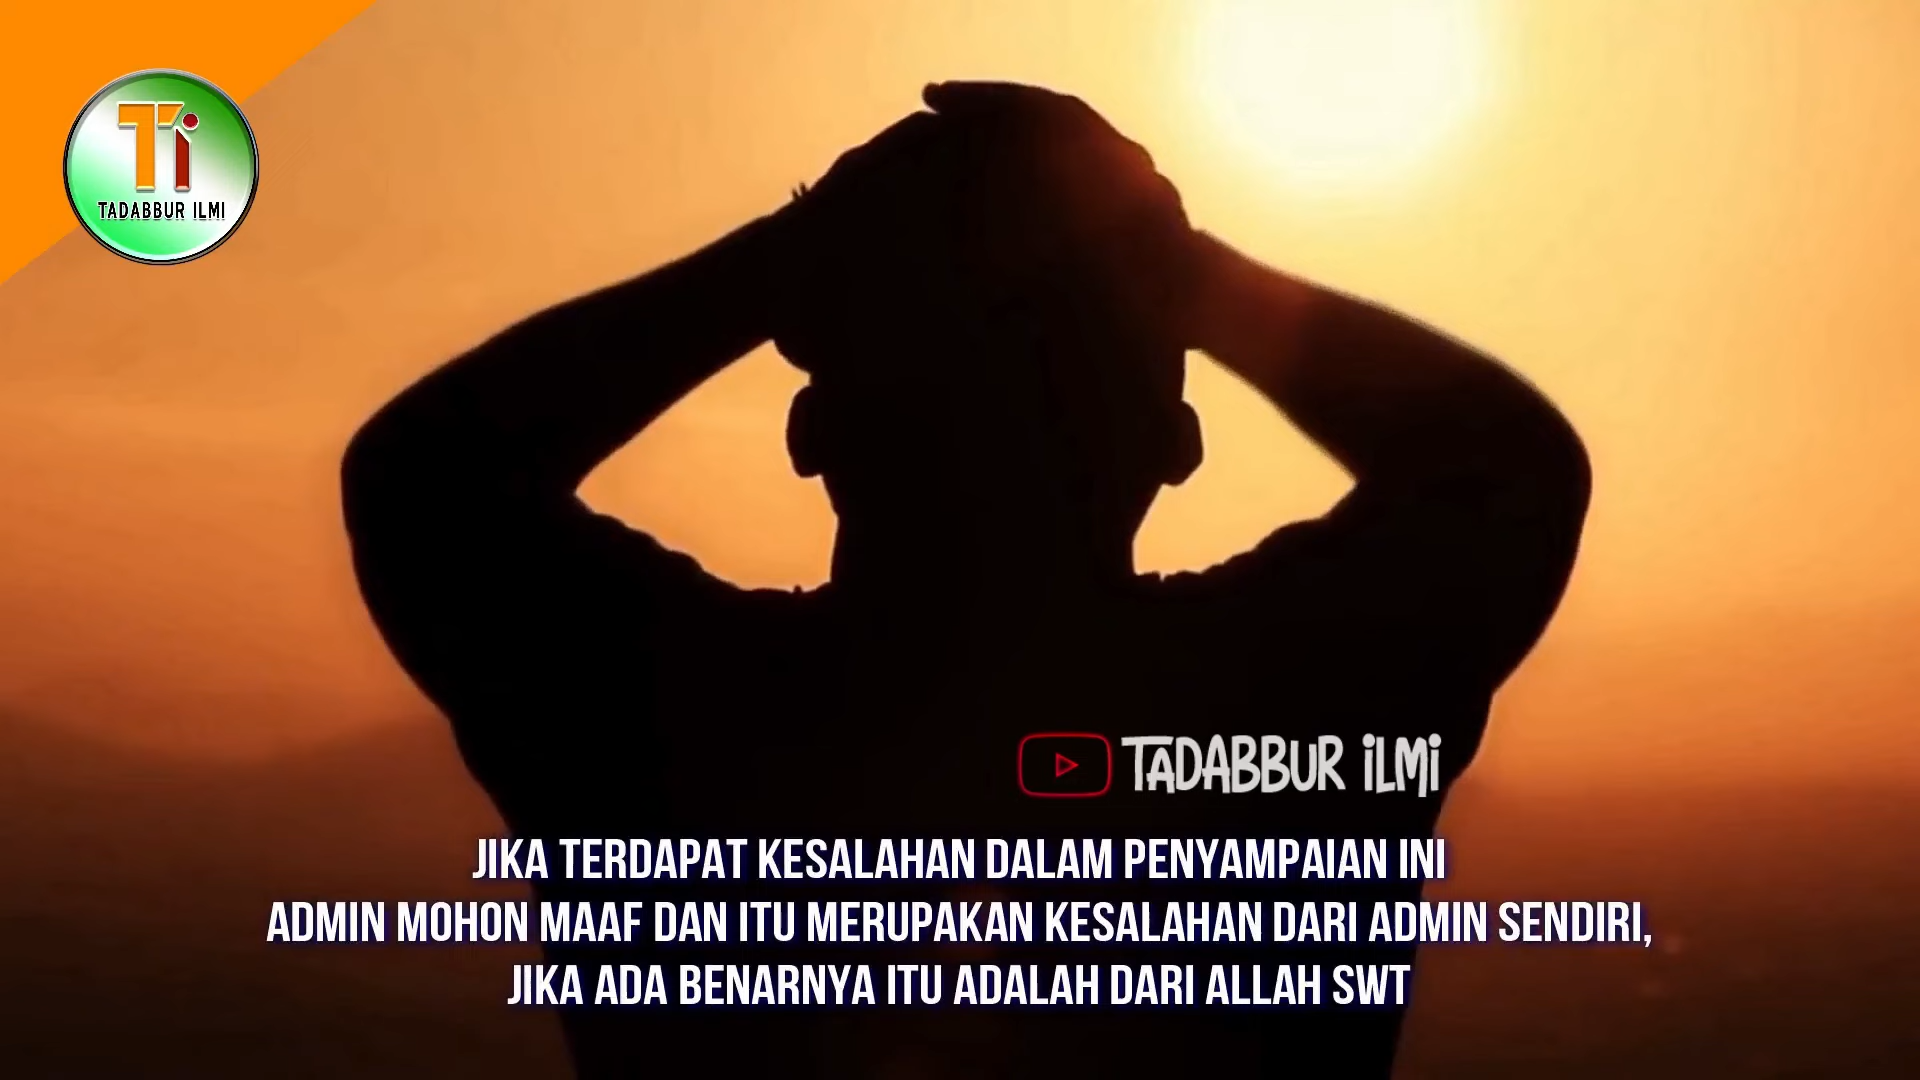 Ti
TADABBUR ILMI
TADABBUR iLMi
JIKA TERDAPAT KESALAHAN DALAM PENYAMPAIAN INI
ADMIN MOHON MAAF DAN ITU MERUPAKAN KESALAHAN DARI ADMIN SENDIRI,
JIKA ADA BENARNYA ITU ADALAH DARI ALLAH SWT